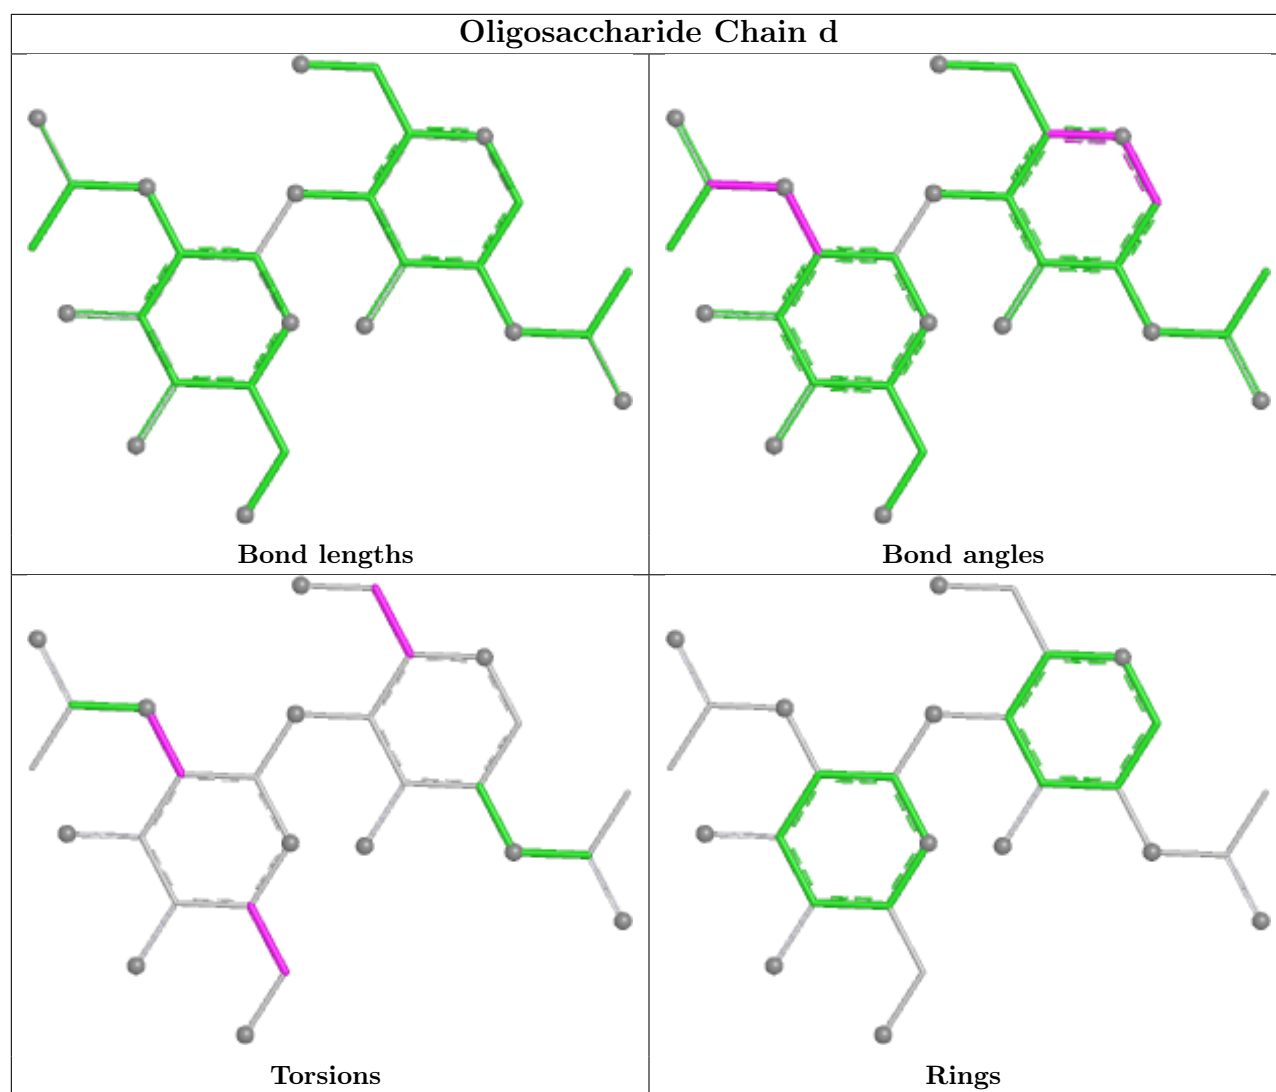 Oligosaccharide Chain d
Bond lengths
Bond angles
Torsions
Rings